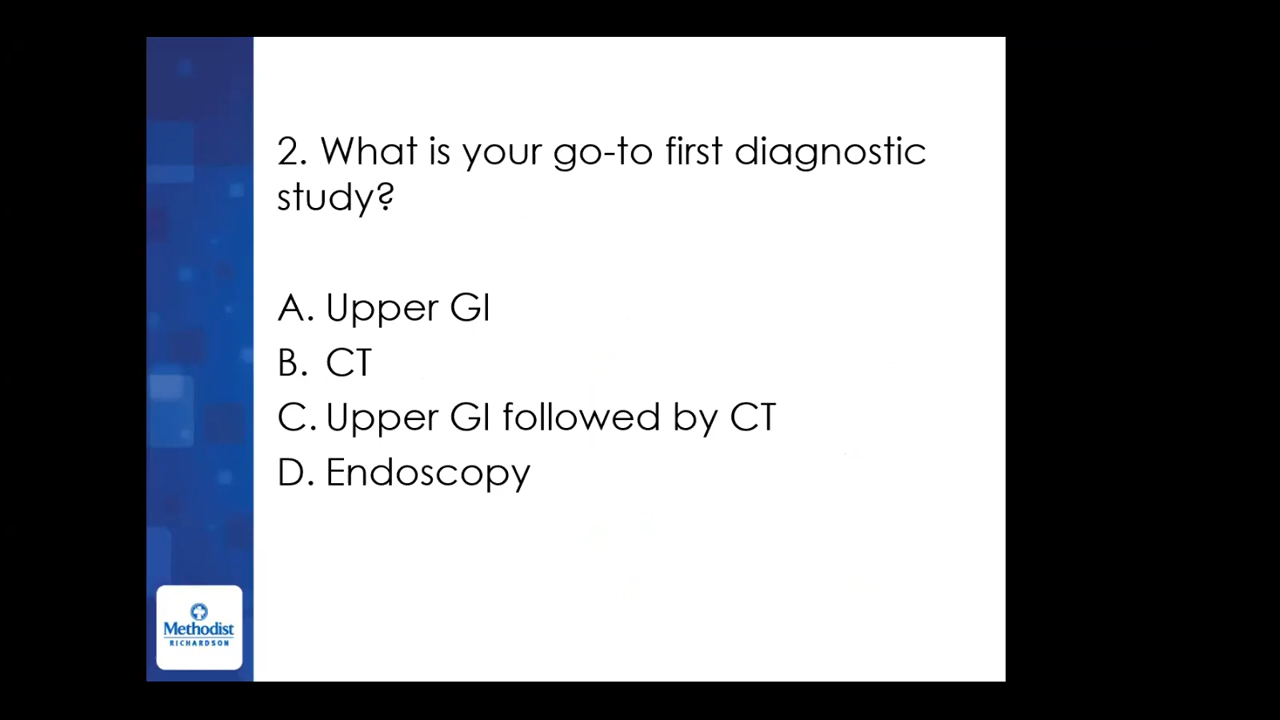 2. What is your go-to first diagnostic
study?
A. Upper GI
B. CT
C. Upper GI followed by CT
D. Endoscopy
Methodist
RICHARDSON